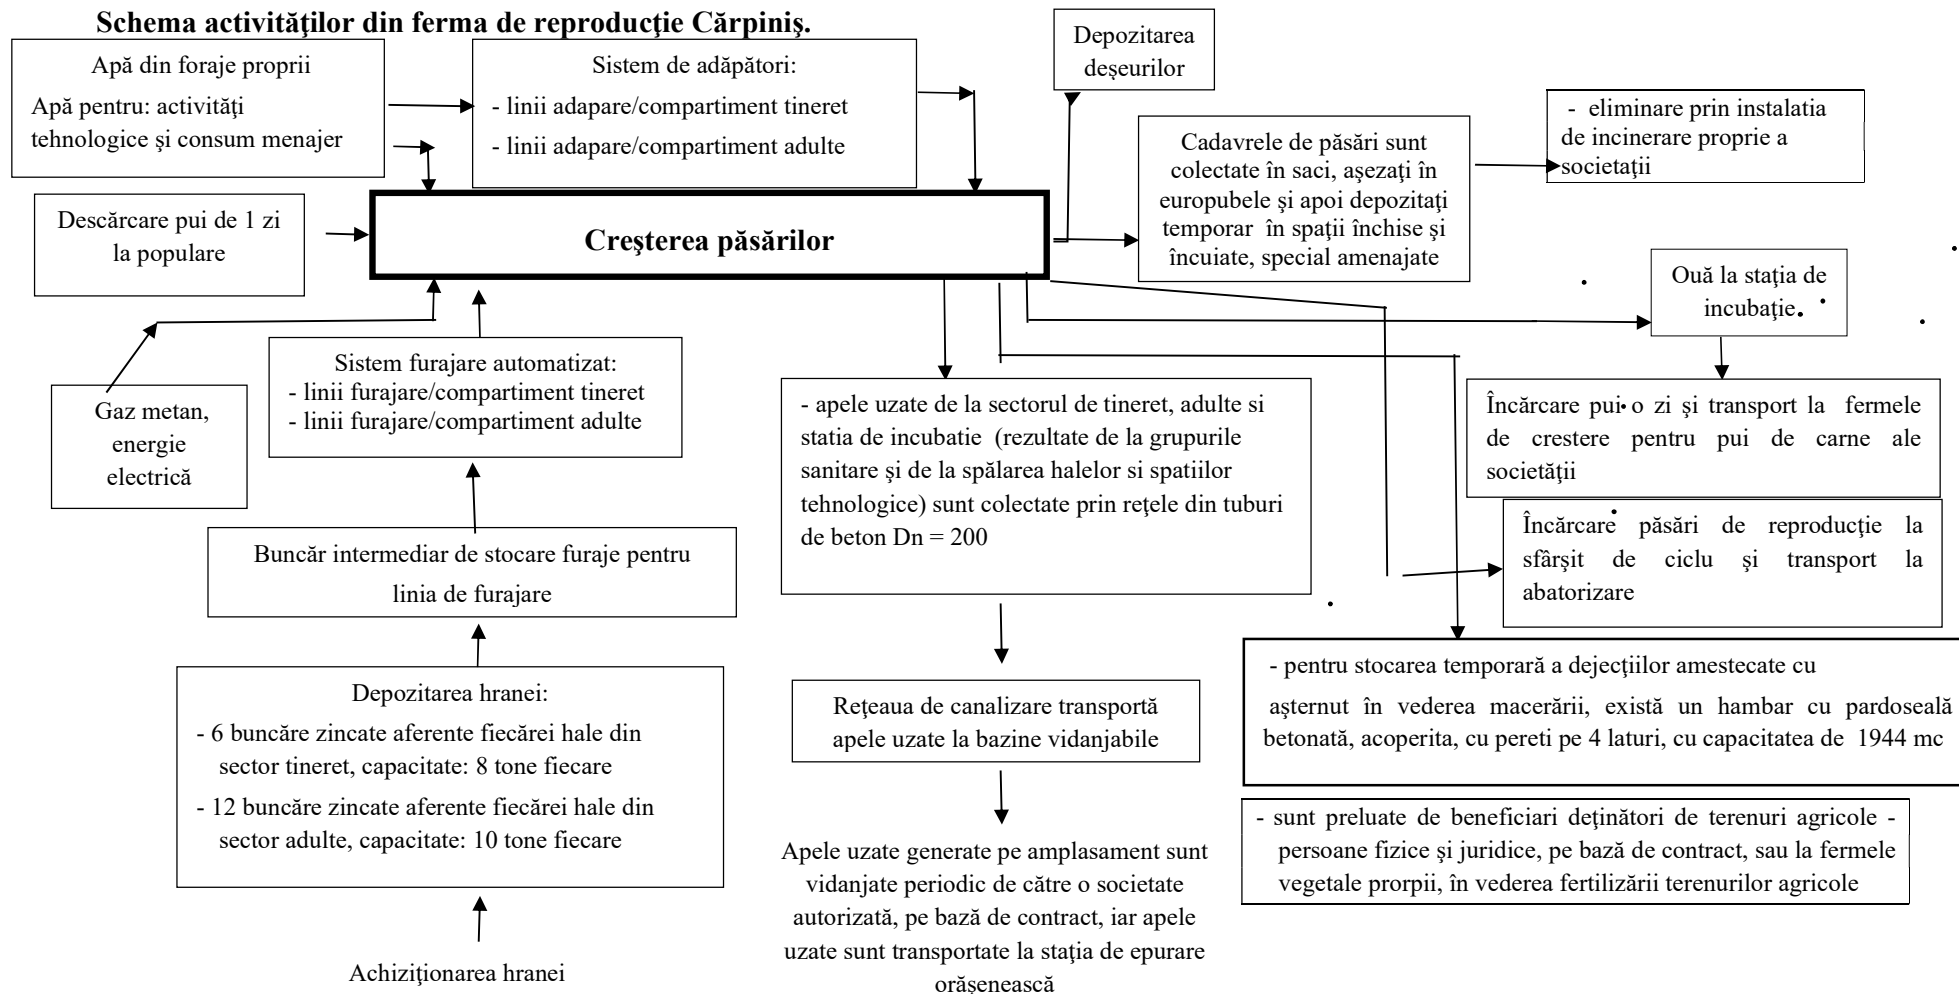 Schema activităţilor din ferma de reproducţie Cărpiniş.
Apă din foraje proprii
Apă pentru: activităţi
tehnologice şi consum menajer
Sistem de adăpători:
- linii adapare/compartiment tineret
- linii adapare/compartiment adulte
Depozitarea
deşeurilor
Cadavrele de păsări sunt
colectate în saci, aşezaţi în
europubele şi apoi depozitaţi
temporar în spaţii închise şi
încuiate, special amenajate
- eliminare prin instalatia
de incinerare proprie a
societaţii
Descărcare pui de 1 zi
la populare
Creşterea păsărilor
Ouă la staţia de
incubaţie.
Gaz metan,
energie
electrică
Sistem furajare automatizat:
- linii furajare/compartiment tineret
- linii furajare/compartiment adulte
- apele uzate de la sectorul de tineret, adulte si
statia de incubatie (rezultate de la grupurile
sanitare şi de la spălarea halelor si spatiilor
tehnologice) sunt colectate prin reţele din tuburi
de beton Dn = 200
Încărcare pui o zi şi transport la fermele
de crestere pentru pui de carne ale
societăţii
Încărcare păsări de reproducţie la
sfârşit de ciclu şi transport la
abatorizare
Buncăr intermediar de stocare furaje pentru
linia de furajare
Depozitarea hranei:
- 6 buncăre zincate aferente fiecărei hale din
sector tineret, capacitate: 8 tone fiecare
- 12 buncăre zincate aferente fiecărei hale din
sector adulte, capacitate: 10 tone fiecare
Reţeaua de canalizare transportă
apele uzate la bazine vidanjabile
- pentru stocarea temporară a dejecţiilor amestecate cu
aşternut în vederea macerării, există un hambar cu pardoseală
betonată, acoperita, cu pereti pe 4 laturi, cu capacitatea de 1944 mc
- sunt preluate de beneficiari deţinători de terenuri agricole -
persoane fizice şi juridice, pe bază de contract, sau la fermele
vegetale prorpii, în vederea fertilizării terenurilor agricole
Apele uzate generate pe amplasament sunt
vidanjate periodic de către o societate
autorizată, pe bază de contract, iar apele
uzate sunt transportate la staţia de epurare
orăşenească
Achiziţionarea hranei